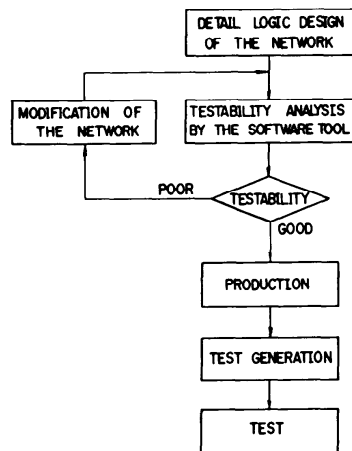 DETAIL LOGIC DESIGN
OF THE NETWORK
MODIFICATION OF
THE NETWORK
TESTABILITY ANALYSIS
BY THE SOFTWARE TOOL
POOR
TESTABILITY
GOOD
PRODUCTION
TEST GENERATION
TEST